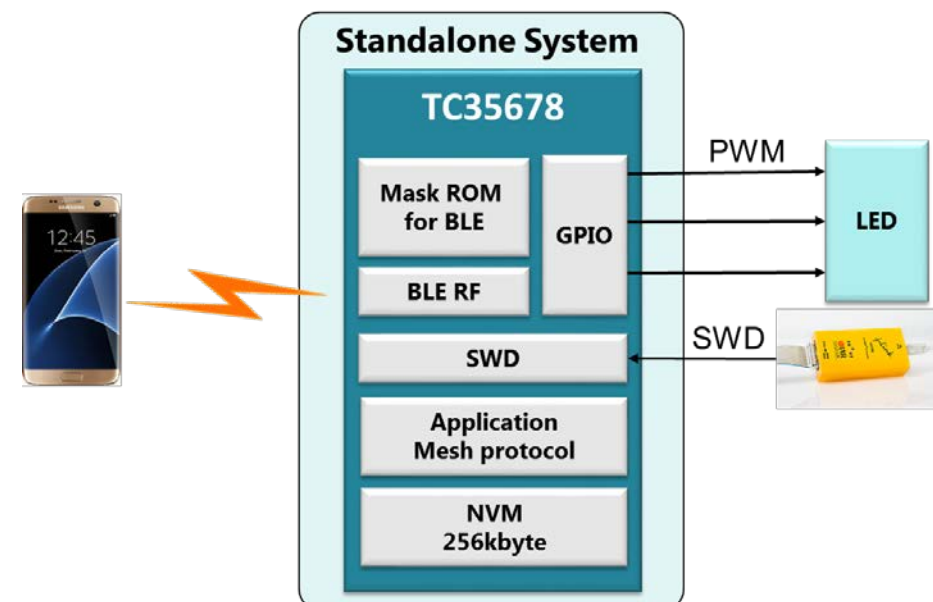 Standalone System
TC35678
Mask ROM
for BLE
GPIO
BLE RF
SWD
Application
Mesh protocol
NVM
256kbyte
PWM
LED
SWD
SAMSUNG
12:45